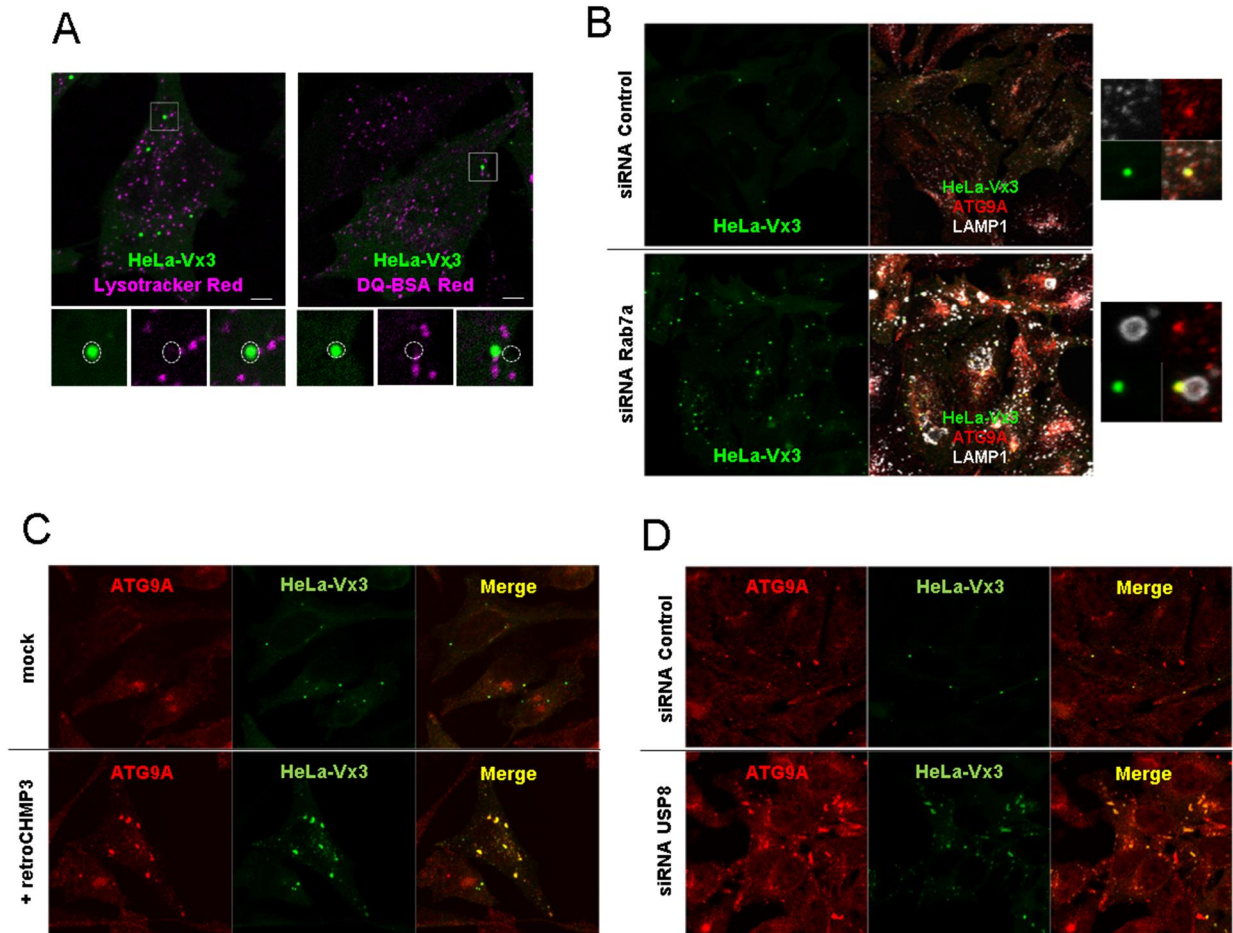 A
HeLa-Vx3
Lysotracker Red
HeLa-Vx3
DQ-BSA Red
B
siRNA Control
HeLa-Vx3
HeLa-Vx3
ATG9A
LAMP1
siRNA Rab7a
HeLa-Vx3
HeLa-Vx3
ATG9A
LAMP1
C
mock
ATG9A
HeLa-Vx3
Merge
+ retroCHMP3
ATG9A
HeLa-Vx3
Merge
D
siRNA Control
ATG9A
HeLa-Vx3
Merge
siRNA USP8
ATG9A
HeLa-Vx3
Merge